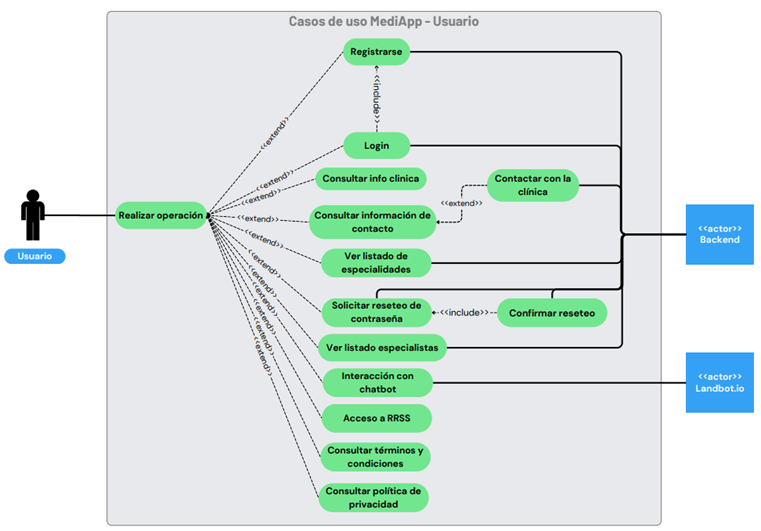 Casos de uso MediApp - Usuario
Registrarse
<<extend>>
<<include>>
Login
<<extend>>
Consultar info clinica
<<extend>>
Contactar con la
clínica
<<extend>>
Realizar operación
<<extend>>
Consultar información de
contacto
Usuario
<<actor>>
Backend
<<extend>>
Ver listado de
especialidades
<<extend>>
Solicitar reseteo de
contraseña
<<include>>
Confirmar reseteo
<<extend>>
Ver listado especialistas
<<extend>>
Interacción con
chatbot
<<actor>>
Landbot.io
<<extend>>
Acceso a RRSS
<<extend>>
Consultar términos y
condiciones
<<extend>>
Consultar política de
privacidad